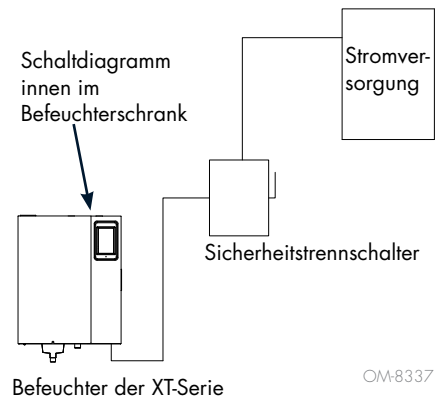 Schaltdiagramm
innen im
Befeuchterschrank
Stromver-
sorgung
Sicherheitstrennschalter
OM-8337
Befeuchter der XT-Serie